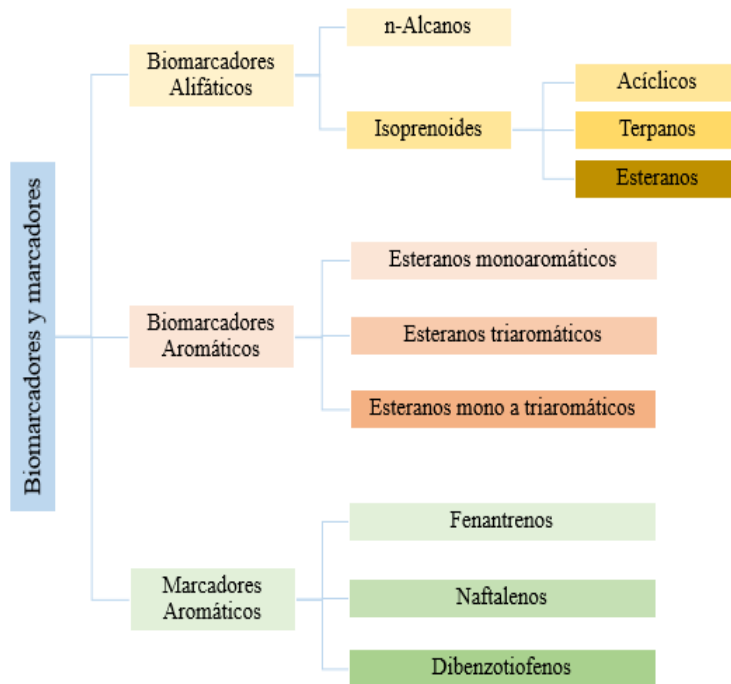 Biomarcadores y marcadores
Biomarcadores
Alifáticos
n-Alcanos
Isoprenoides
Acíclicos
Terpanos
Esteranos
Biomarcadores
Aromáticos
Esteranos monoaromáticos
Esteranos triaromáticos
Esteranos mono a triaromáticos
Marcadores
Aromáticos
Fenantrenos
Naftalenos
Dibenzotiofenos